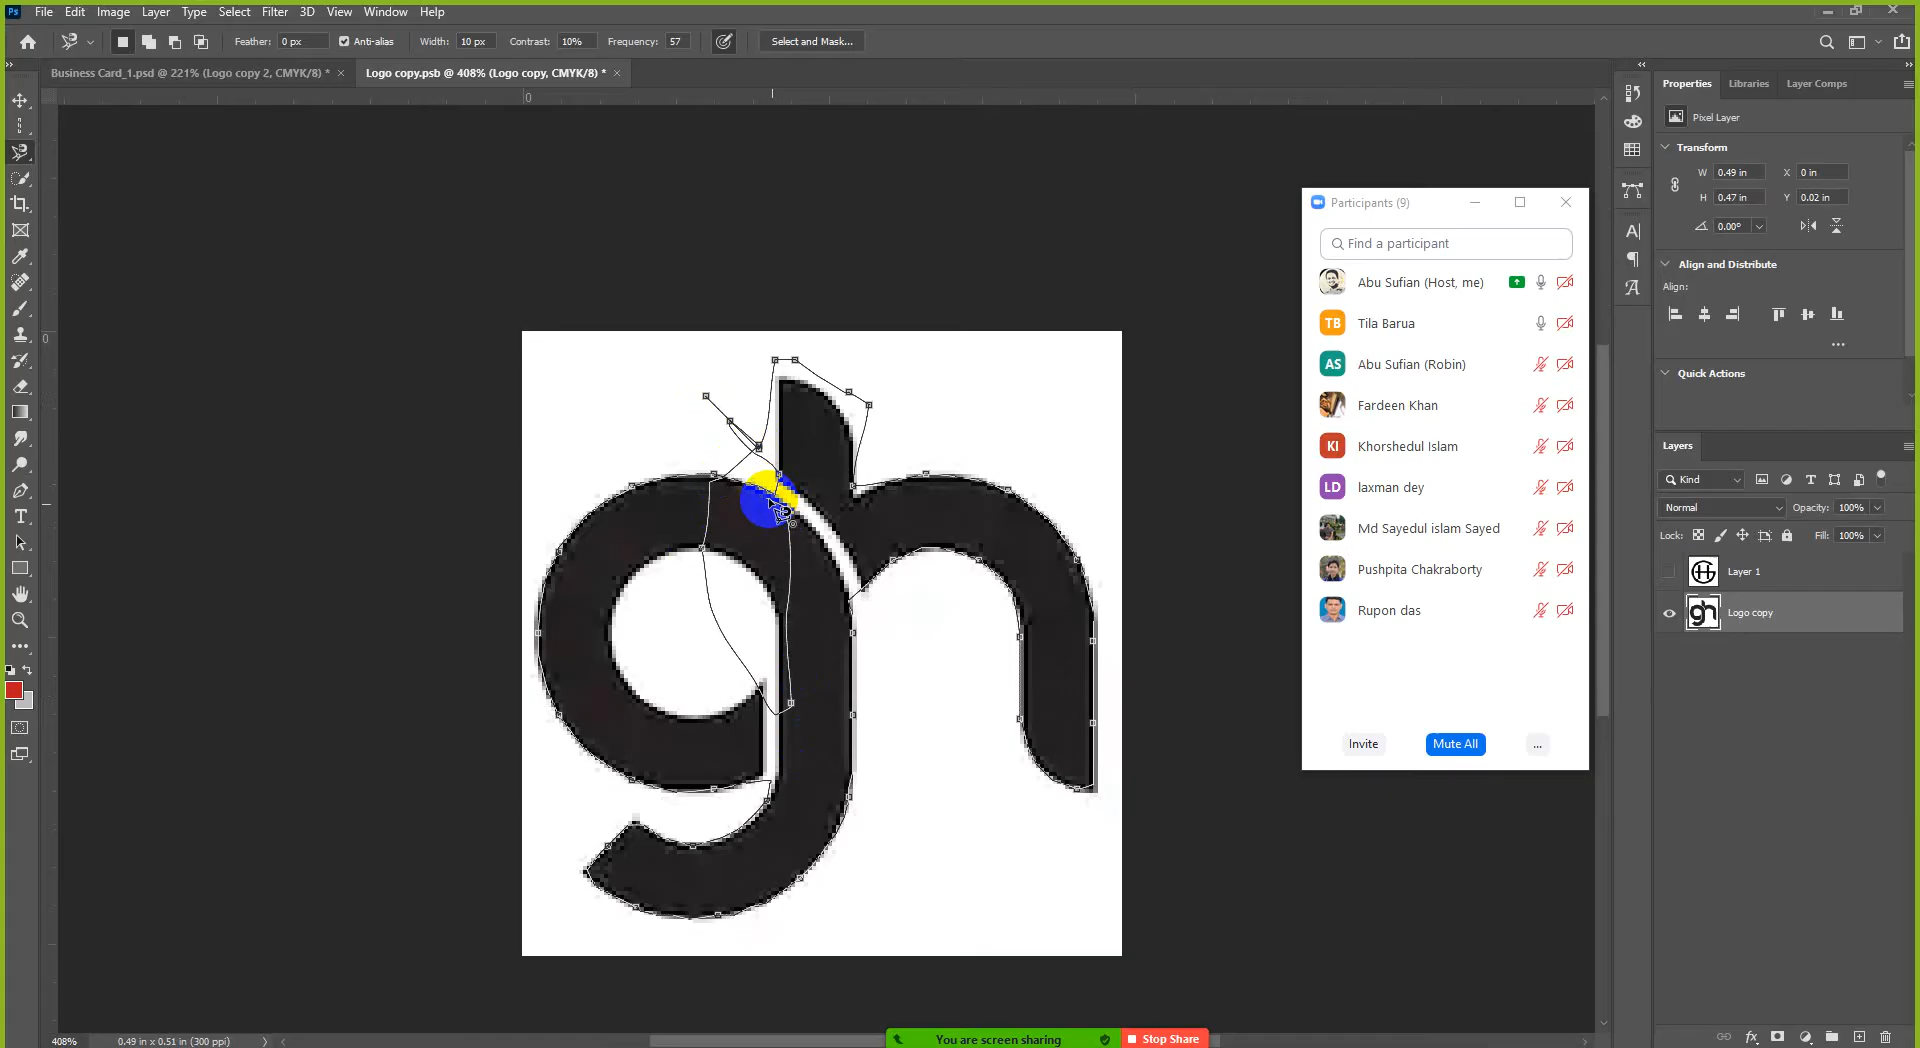 Ps File Edit Image Layer Type Select Filter 3D View Window Help
Feather: 0 px Anti-alias Width: 10 px Contrast: 10% Frequency: 57 Select and Mask...
Business Card_1.psd @ 221% (Logo copy 2, CMYK/8) * Logo copy.psb @ 408% (Logo copy, CMYK/8) *
0
0
gh
Participants (9)
Find a participant
Abu Sufian (Host, me)
TB Tila Barua
AS Abu Sufian (Robin)
Fardeen Khan
KI Khorshedul Islam
LD laxman dey
Md Sayedul islam Sayed
Pushpita Chakraborty
Rupon das
Invite Mute All ...
Properties Libraries Layer Comps
Pixel Layer
Transform
W 0.49 in X 0 in
H 0.47 in Y 0.02 in
0.00°
Align and Distribute
Align:
Quick Actions
Layers
Kind
Normal Opacity: 100%
Lock: Fill: 100%
Layer 1
gh Logo copy
408% 0.49 in x 0.51 in (300 ppi)
You are screen sharing Stop Share